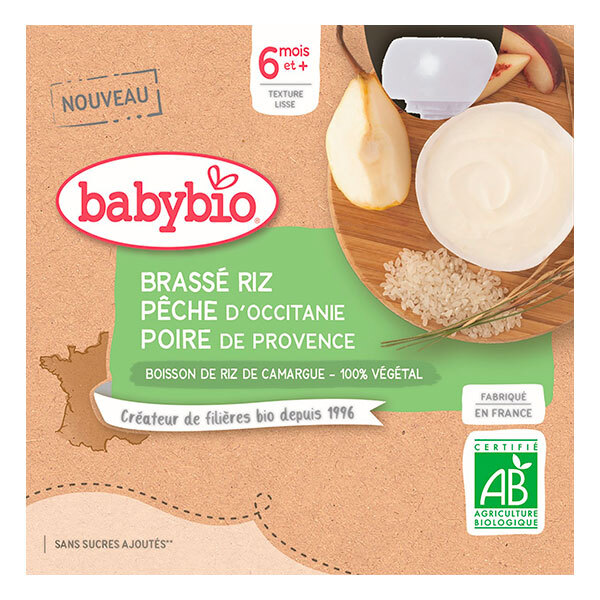 NOUVEAU
6 mois et +
TEXTURE
LISSE
babybio®
BRASSÉ RIZ
PÊCHE D'OCCITANIE
POIRE DE PROVENCE
BOISSON DE RIZ DE CAMARGUE – 100% VÉGÉTAL
Créateur de filières bio depuis 1996
FABRIQUÉ
EN FRANCE
CERTIFIÉ
AB
AGRICULTURE
BIOLOGIQUE
SANS SUCRES AJOUTÉS**